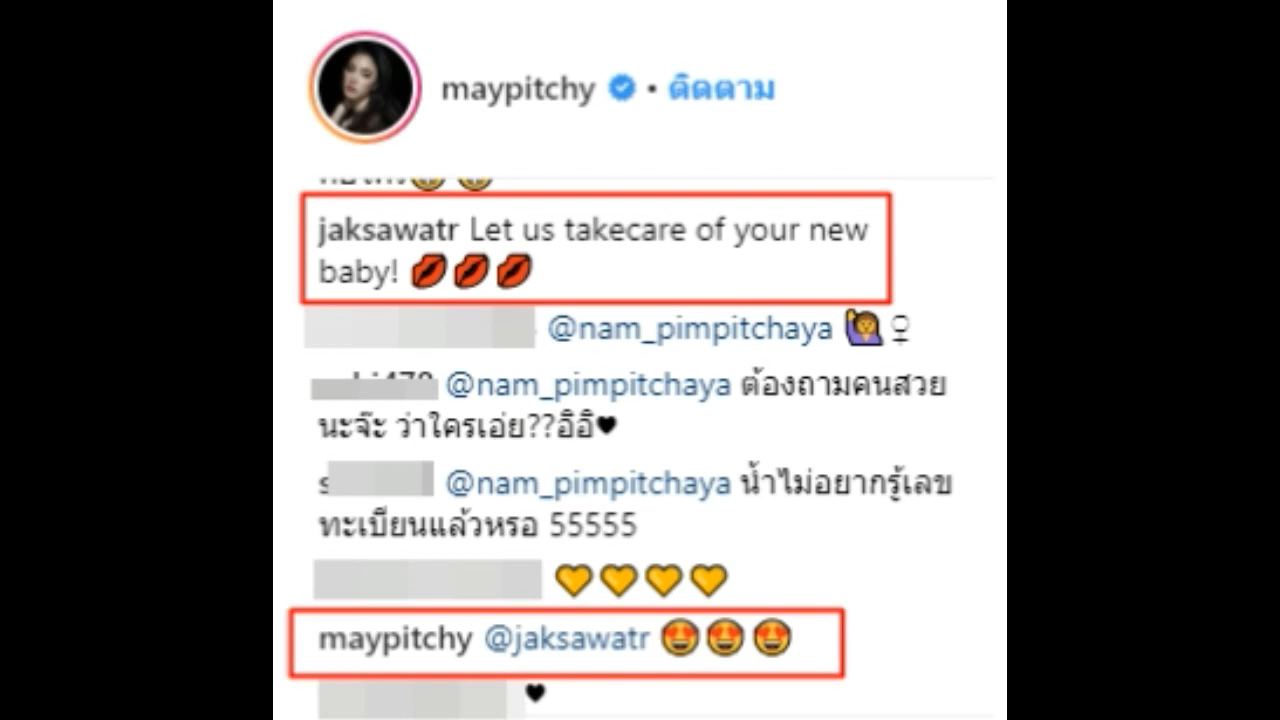 maypitchy • ติดตาม
jaksawatr Let us takecare of your new
baby! 💋💋💋
@nam_pimpitchaya 🙋♀
@nam_pimpitchaya ต้องถามคนสวย
นะจ๊ะ ว่าใครเอ่ย??อิอิ♥
@nam_pimpitchaya น้ำไม่อยากรู้เลข
ทะเบียนแล้วหรอ 55555
💛💛💛💛
maypitchy @jaksawatr 😍😍😍
♥